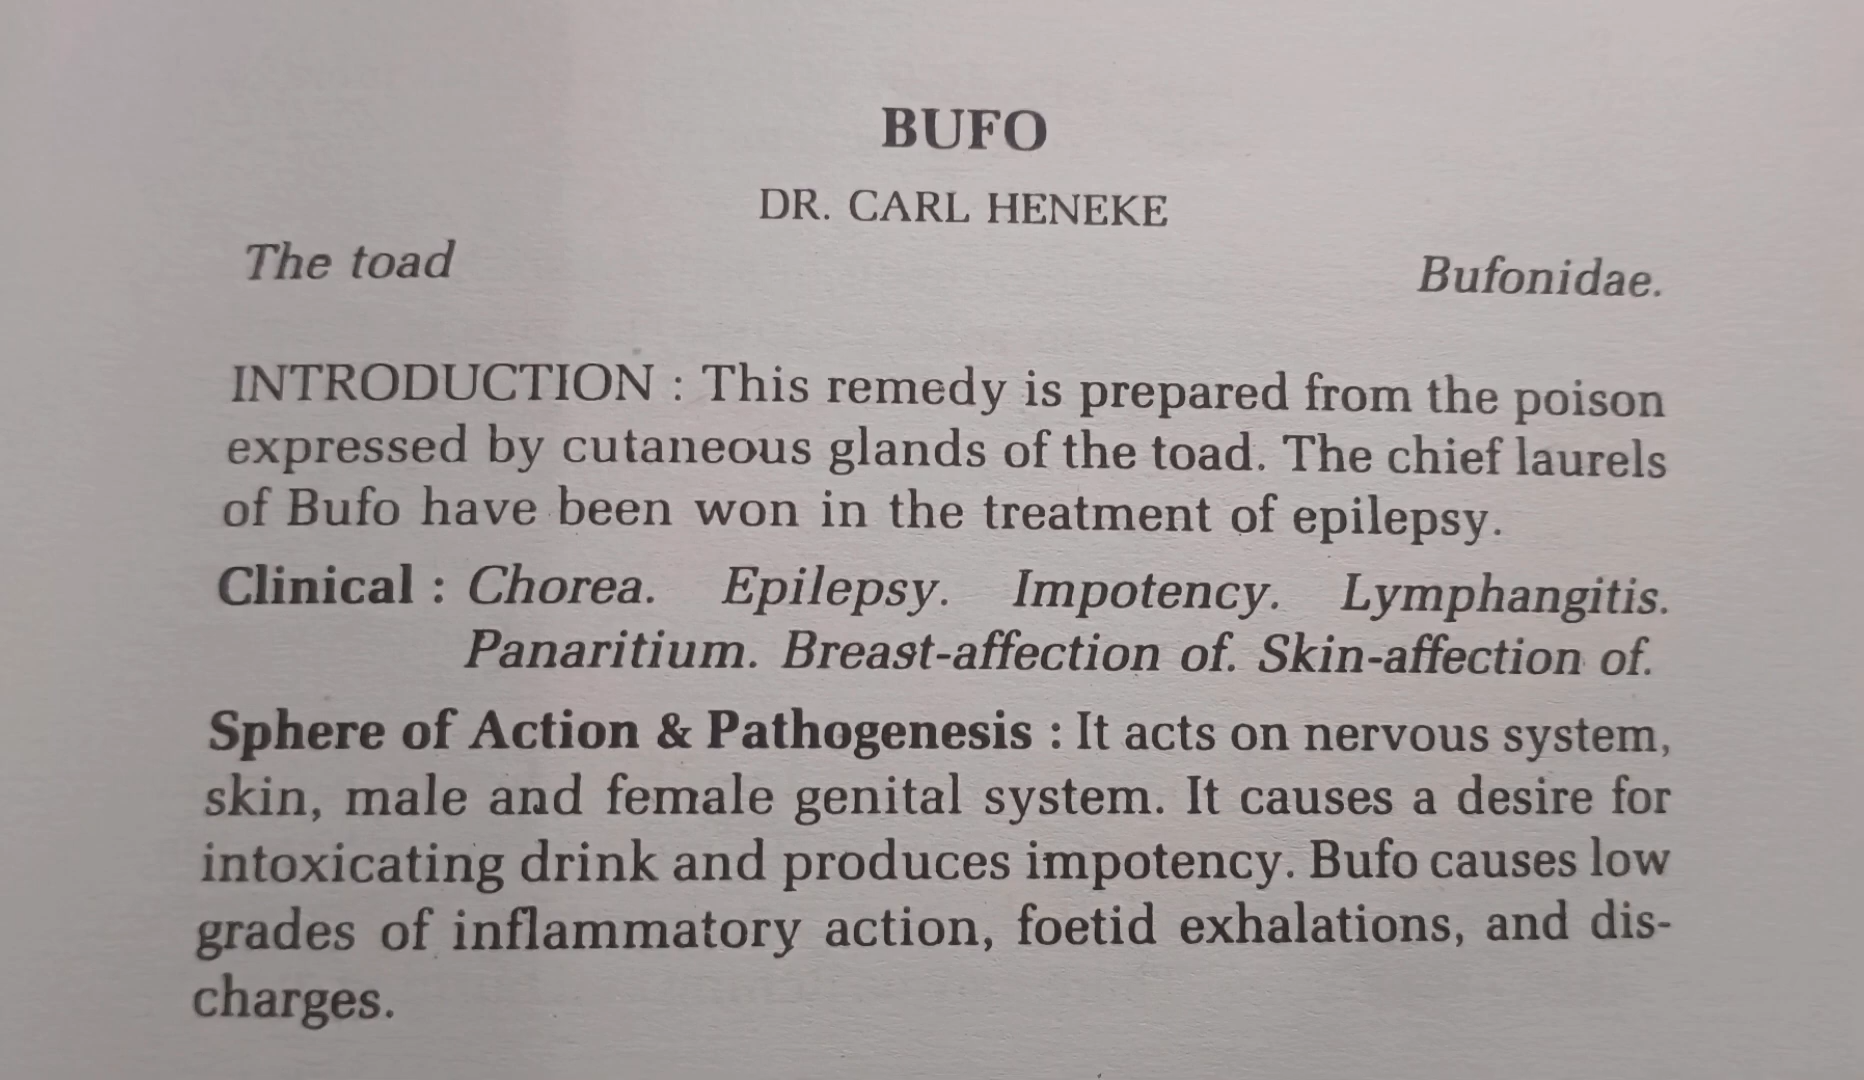 BUFO
DR. CARL HENEKE
The toad
Bufonidae.
INTRODUCTION : This remedy is prepared from the poison
expressed by cutaneous glands of the toad. The chief laurels
of Bufo have been won in the treatment of epilepsy.
Clinical : Chorea. Epilepsy. Impotency. Lymphangitis.
Panaritium. Breast-affection of. Skin-affection of.
Sphere of Action & Pathogenesis : It acts on nervous system,
skin, male and female genital system. It causes a desire for
intoxicating drink and produces impotency. Bufo causes low
grades of inflammatory action, foetid exhalations, and dis-
charges.